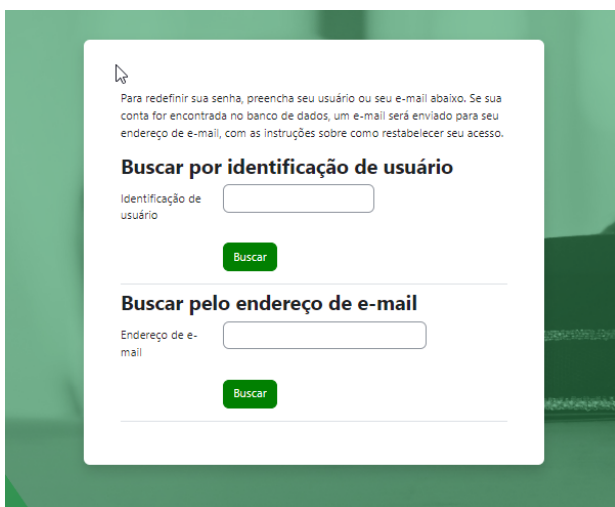 Para redefinir sua senha, preencha seu usuário ou seu e-mail abaixo. Se sua
conta for encontrada no banco de dados, um e-mail será enviado para seu
endereço de e-mail, com as instruções sobre como restabelecer seu acesso.
Buscar por identificação de usuário
Identificação de
usuário
Buscar
Buscar pelo endereço de e-mail
Endereço de e-
mail
Buscar